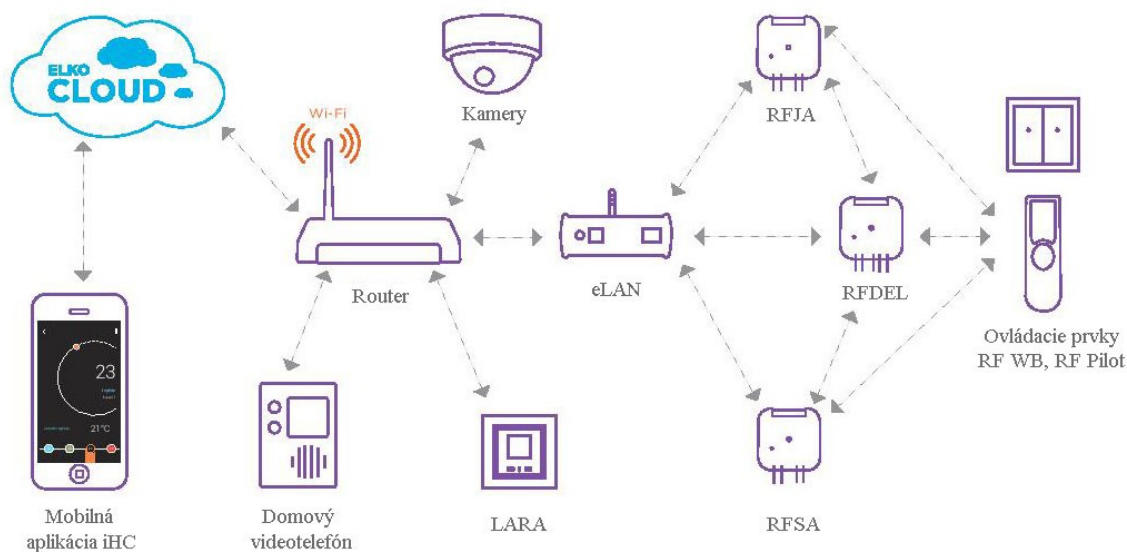 ELKO
CLOUD
Wi-Fi
Kamery
RFJA
Router
eLAN
RFDEL
Ovládacie prvky
RF WB, RF Pilot
23
21°C
Mobilná
aplikácia iHC
Domový
videotelefón
LARA
RFSA